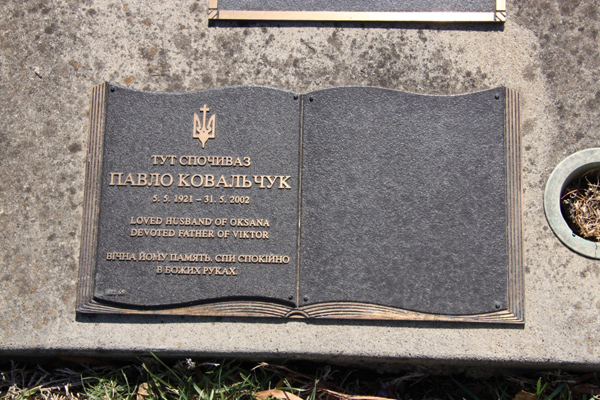 ТУТ СПОЧИВАЗ
ПАВЛО КОВАЛЬЧУК
5. 5. 1921 – 31. 5. 2002
LOVED HUSBAND OF OKSANA
DEVOTED FATHER OF VIKTOR
ВІЧНА ЙОМУ ПАМЯТЬ. СПИ СПОКІЙНО
В БОЖИХ РУКАХ.